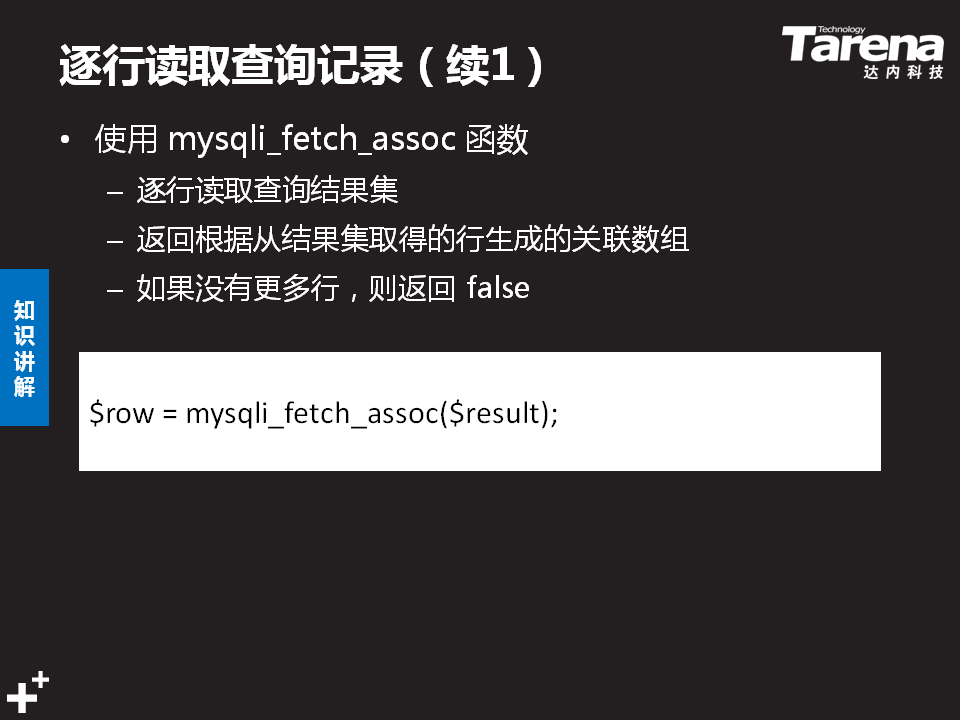 逐行读取查询记录（续1）
Technology
Tarena
达内科技
• 使用 mysqli_fetch_assoc 函数
– 逐行读取查询结果集
– 返回根据从结果集取得的行生成的关联数组
– 如果没有更多行，则返回 false
知识讲解
$row = mysqli_fetch_assoc($result);